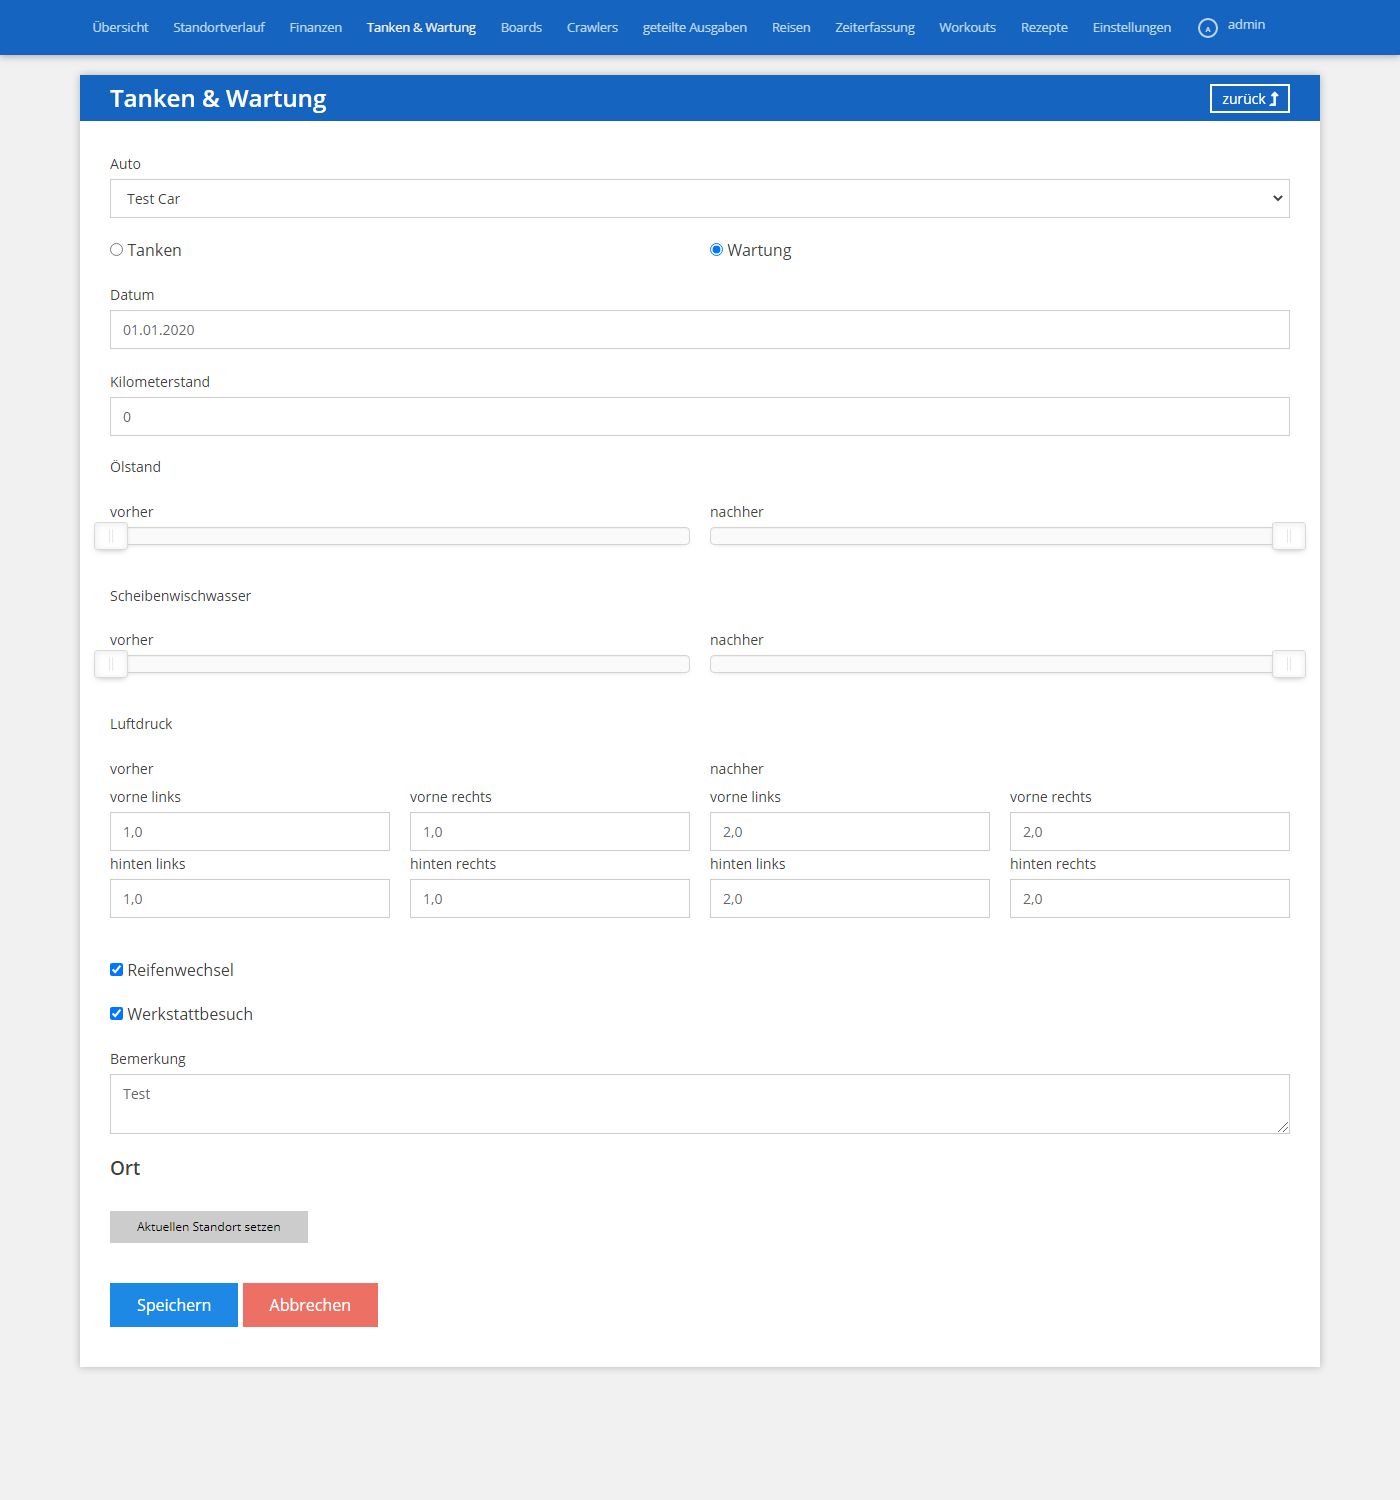 Übersicht Standortverlauf Finanzen Tanken & Wartung Boards Crawlers geteilte Ausgaben Reisen Zeiterfassung Workouts Rezepte Einstellungen A admin
Tanken & Wartung zurück
Auto
Test Car
Tanken Wartung
Datum
01.01.2020
Kilometerstand
0
Ölstand
vorher nachher
Scheibenwischwasser
vorher nachher
Luftdruck
vorher nachher
vorne links vorne rechts vorne links vorne rechts
1,0 1,0 2,0 2,0
hinten links hinten rechts hinten links hinten rechts
1,0 1,0 2,0 2,0
Reifenwechsel
Werkstattbesuch
Bemerkung
Test
Ort
Aktuellen Standort setzen
Speichern Abbrechen